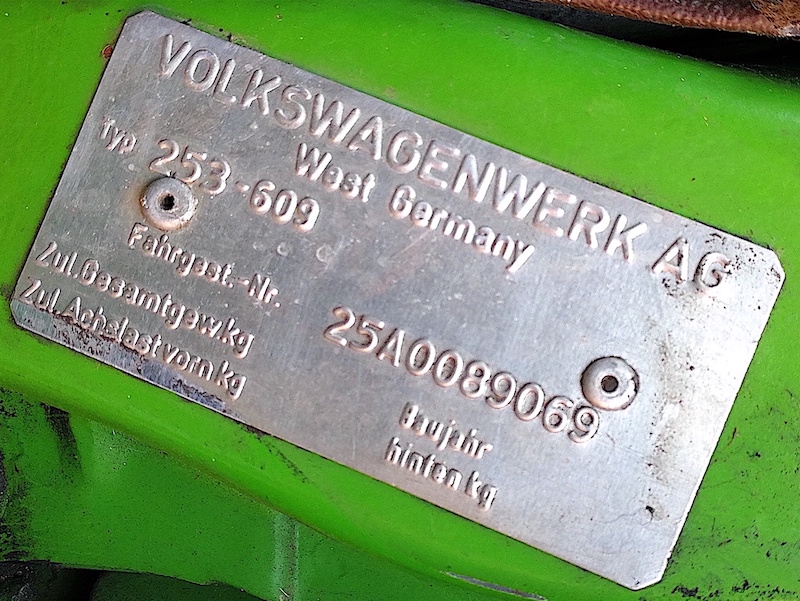 VOLKSWAGENWERK AG
West Germany
Typ 253-609
Fahrgest.-Nr. 25A0089069
Zul.Gesamtgew.kg Baujahr
Zul.Achslast vorn kg hinten kg